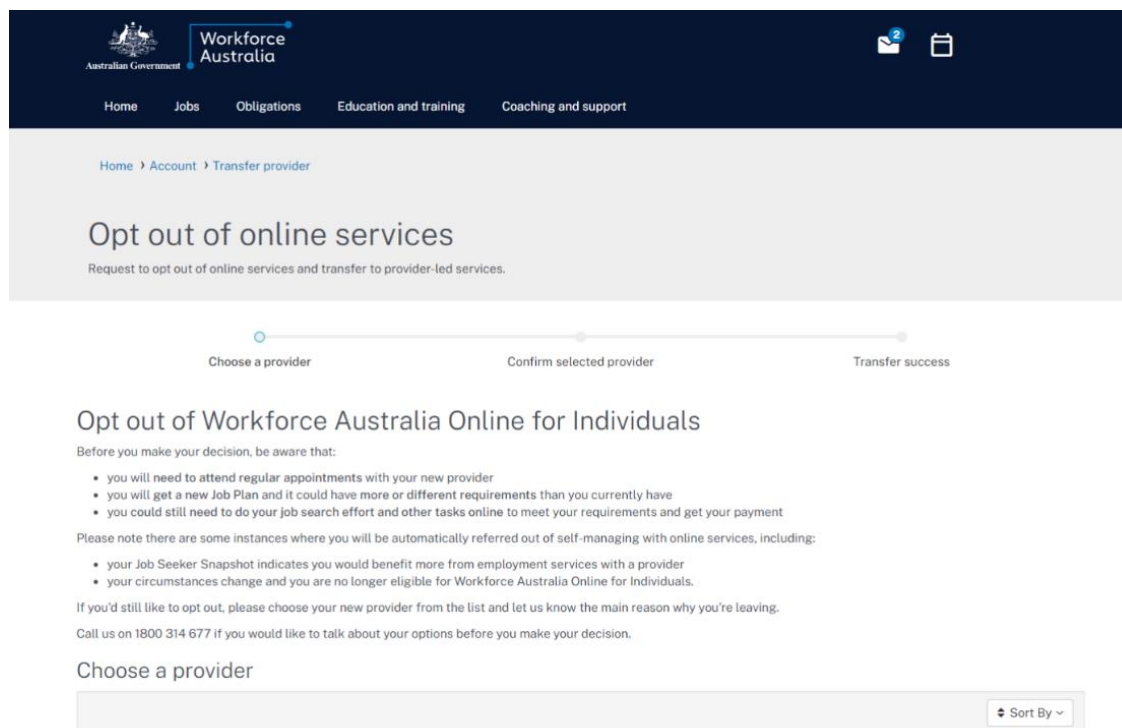 Workforce
Australia
Australian Government
2
Home Jobs Obligations Education and training Coaching and support
Home › Account › Transfer provider
Opt out of online services
Request to opt out of online services and transfer to provider-led services.
Choose a provider Confirm selected provider Transfer success
Opt out of Workforce Australia Online for Individuals
Before you make your decision, be aware that:
• you will need to attend regular appointments with your new provider
• you will get a new Job Plan and it could have more or different requirements than you currently have
• you could still need to do your job search effort and other tasks online to meet your requirements and get your payment
Please note there are some instances where you will be automatically referred out of self-managing with online services, including:
• your Job Seeker Snapshot indicates you would benefit more from employment services with a provider
• your circumstances change and you are no longer eligible for Workforce Australia Online for Individuals.
If you'd still like to opt out, please choose your new provider from the list and let us know the main reason why you're leaving.
Call us on 1800 314 677 if you would like to talk about your options before you make your decision.
Choose a provider
Sort By